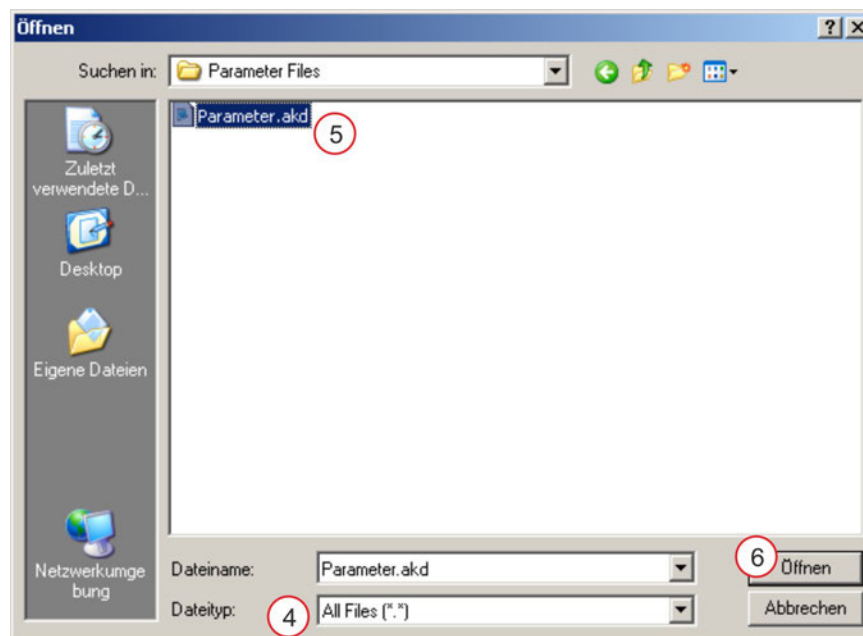 Öffnen
Suchen in:
Parameter Files
Parameter.akd
5
Zuletzt
verwendete D...
Desktop
Eigene Dateien
Netzwerkumge
bung
Dateiname:
Parameter.akd
6
Öffnen
Dateityp:
4
All Files (*.*)
Abbrechen